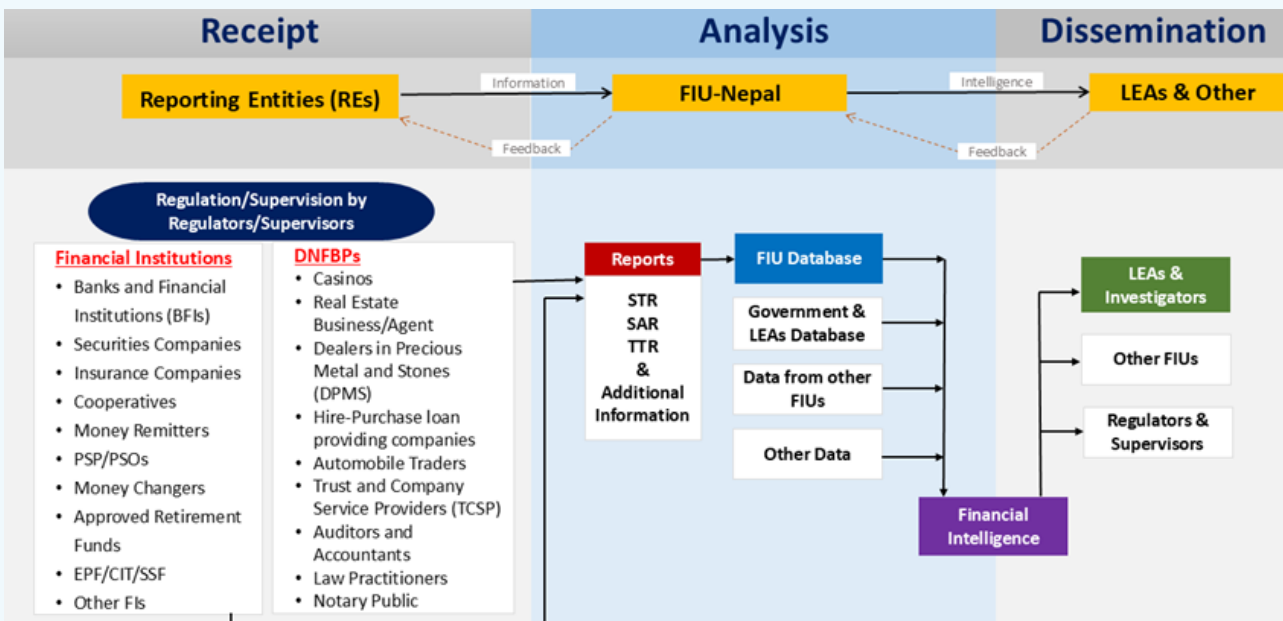 Receipt
Analysis
Dissemination
Reporting Entities (REs)
Information
FIU-Nepal
Intelligence
LEAs & Other
Feedback
Feedback
Regulation/Supervision by
Regulators/Supervisors
Financial Institutions
• Banks and Financial
Institutions (BFIs)
• Securities Companies
• Insurance Companies
• Cooperatives
• Money Remitters
• PSP/PSOs
• Money Changers
• Approved Retirement
Funds
• EPF/CIT/SSF
• Other FIs
DNFBPs
• Casinos
• Real Estate
Business/Agent
• Dealers in Precious
Metal and Stones
(DPMS)
• Hire-Purchase loan
providing companies
• Automobile Traders
• Trust and Company
Service Providers (TCSP)
• Auditors and
Accountants
• Law Practitioners
• Notary Public
Reports
STR
SAR
TTR
&
Additional
Information
FIU Database
Government &
LEAs Database
Data from other
FIUs
Other Data
Financial
Intelligence
LEAs &
Investigators
Other FIUs
Regulators &
Supervisors